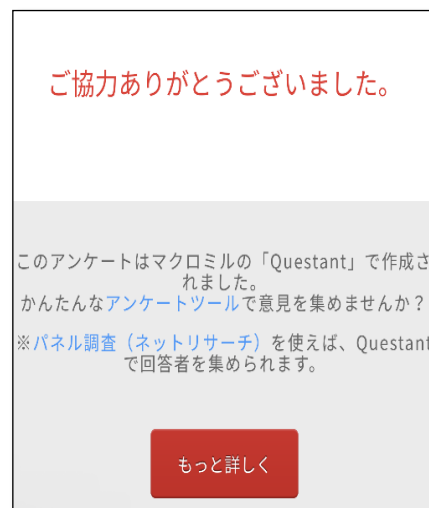 ご協力ありがとうございました。
このアンケートはマクロミルの「Questant」で作成さ
れました。
かんたんなアンケートツールで意見を集めませんか？
※パネル調査（ネットリサーチ）を使えば、Questant
で回答者を集められます。
もっと詳しく